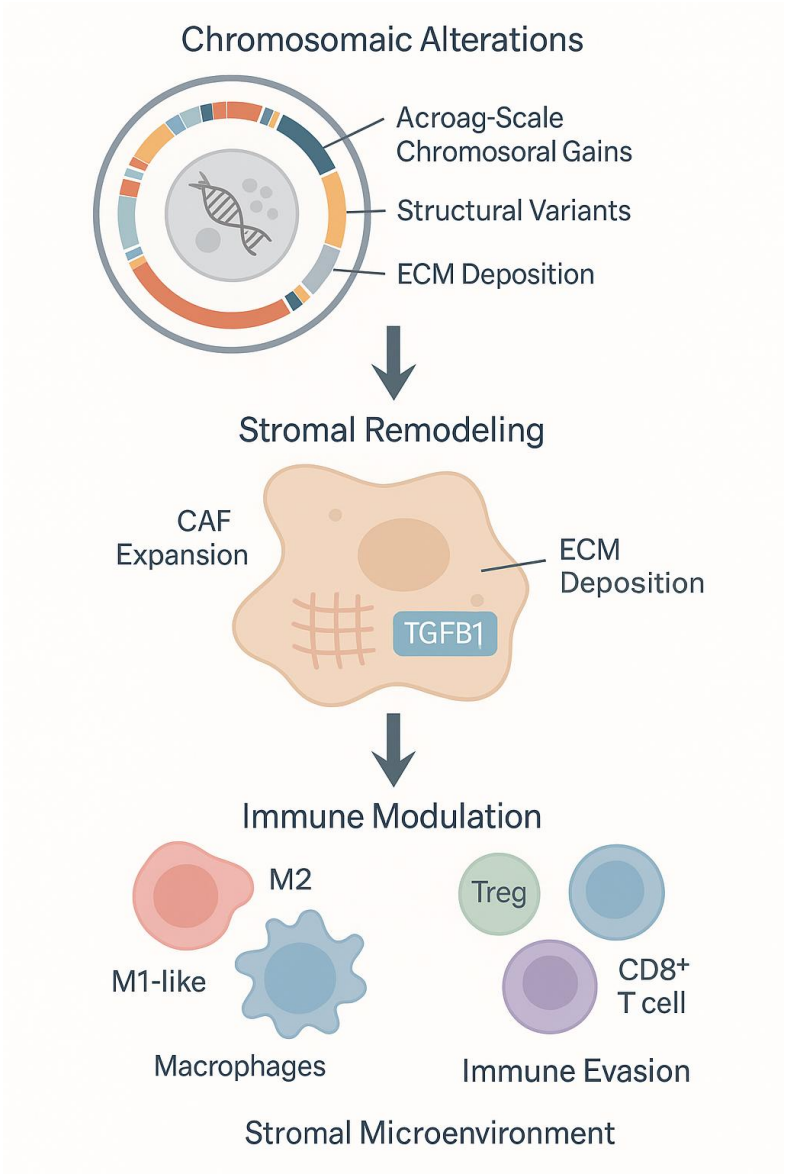 Chromosomaic Alterations
Acroag-Scale
Chromosoral Gains
Structural Variants
ECM Deposition
Stromal Remodeling
CAF
Expansion
ECM
Deposition
TGFB1
Immune Modulation
M2
M1-like
Macrophages
Treg
CD8⁺
T cell
Immune Evasion
Stromal Microenvironment